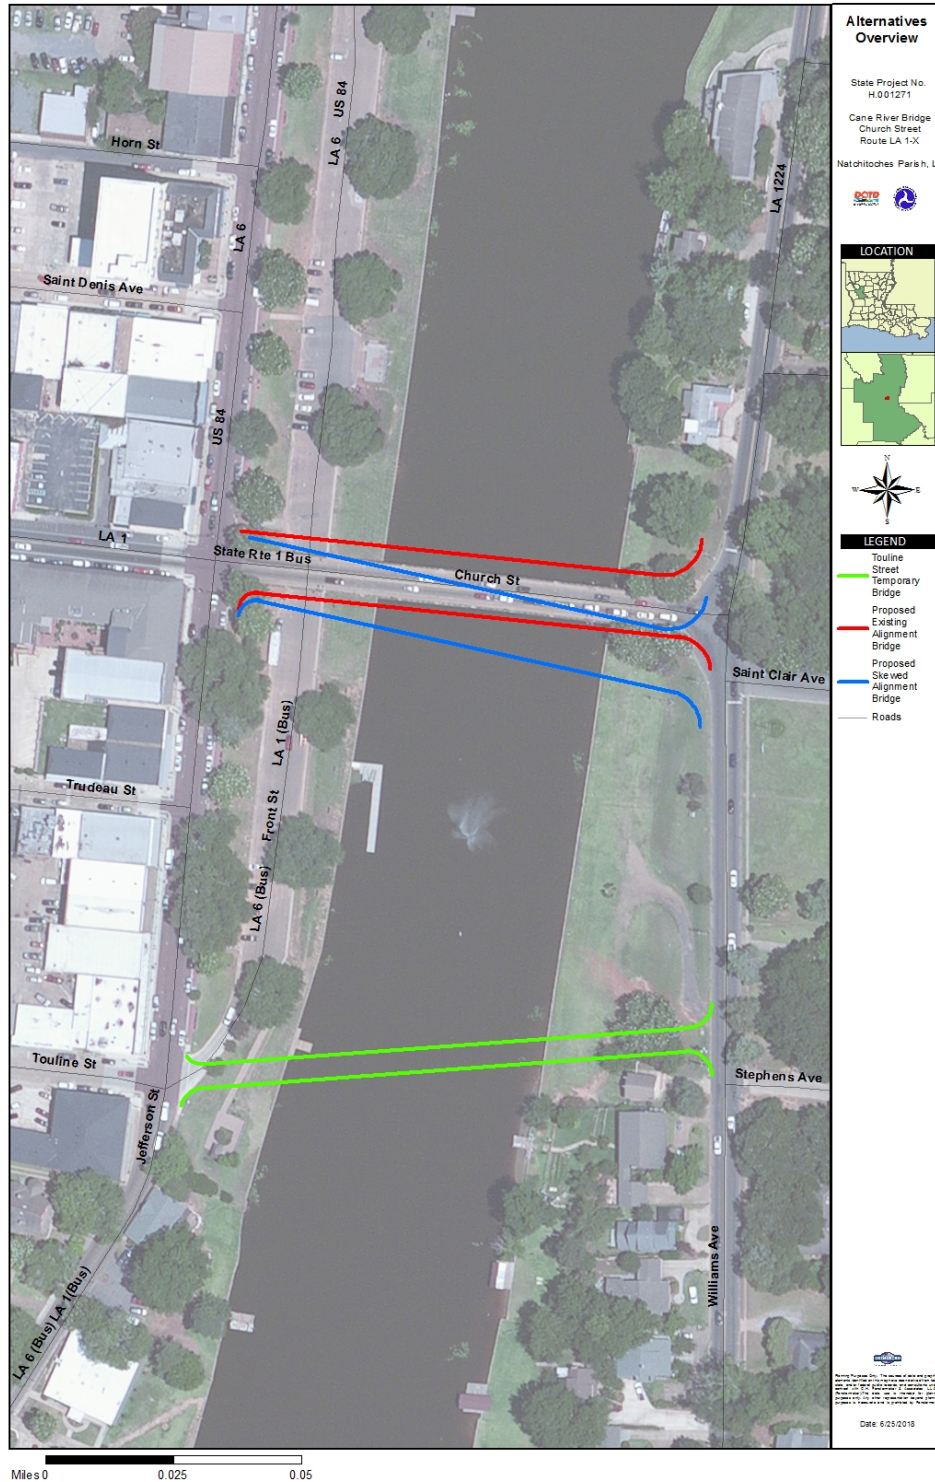 Alternatives
Overview
State Project No.
H.001271
Cane River Bridge
Church Street
Route LA 1-X
Natchitoches Parish, L
LOCATION
N
W E
S
LEGEND
Touline
Street
Temporary
Bridge
Proposed
Existing
Alignment
Bridge
Proposed
Skewed
Alignment
Bridge
Roads
Date: 6/25/2018
US 84
LA 6
Horn St
LA 1224
LA 6
Saint Denis Ave
US 84
LA 1
State Rte 1 Bus
Church St
Saint Clair Ave
LA 1 (Bus)
Trudeau St
Front St
LA 6 (Bus)
Touline St
Stephens Ave
Jefferson St
Williams Ave
LA 6 (Bus) LA 1(Bus)
Miles 0 0.025 0.05